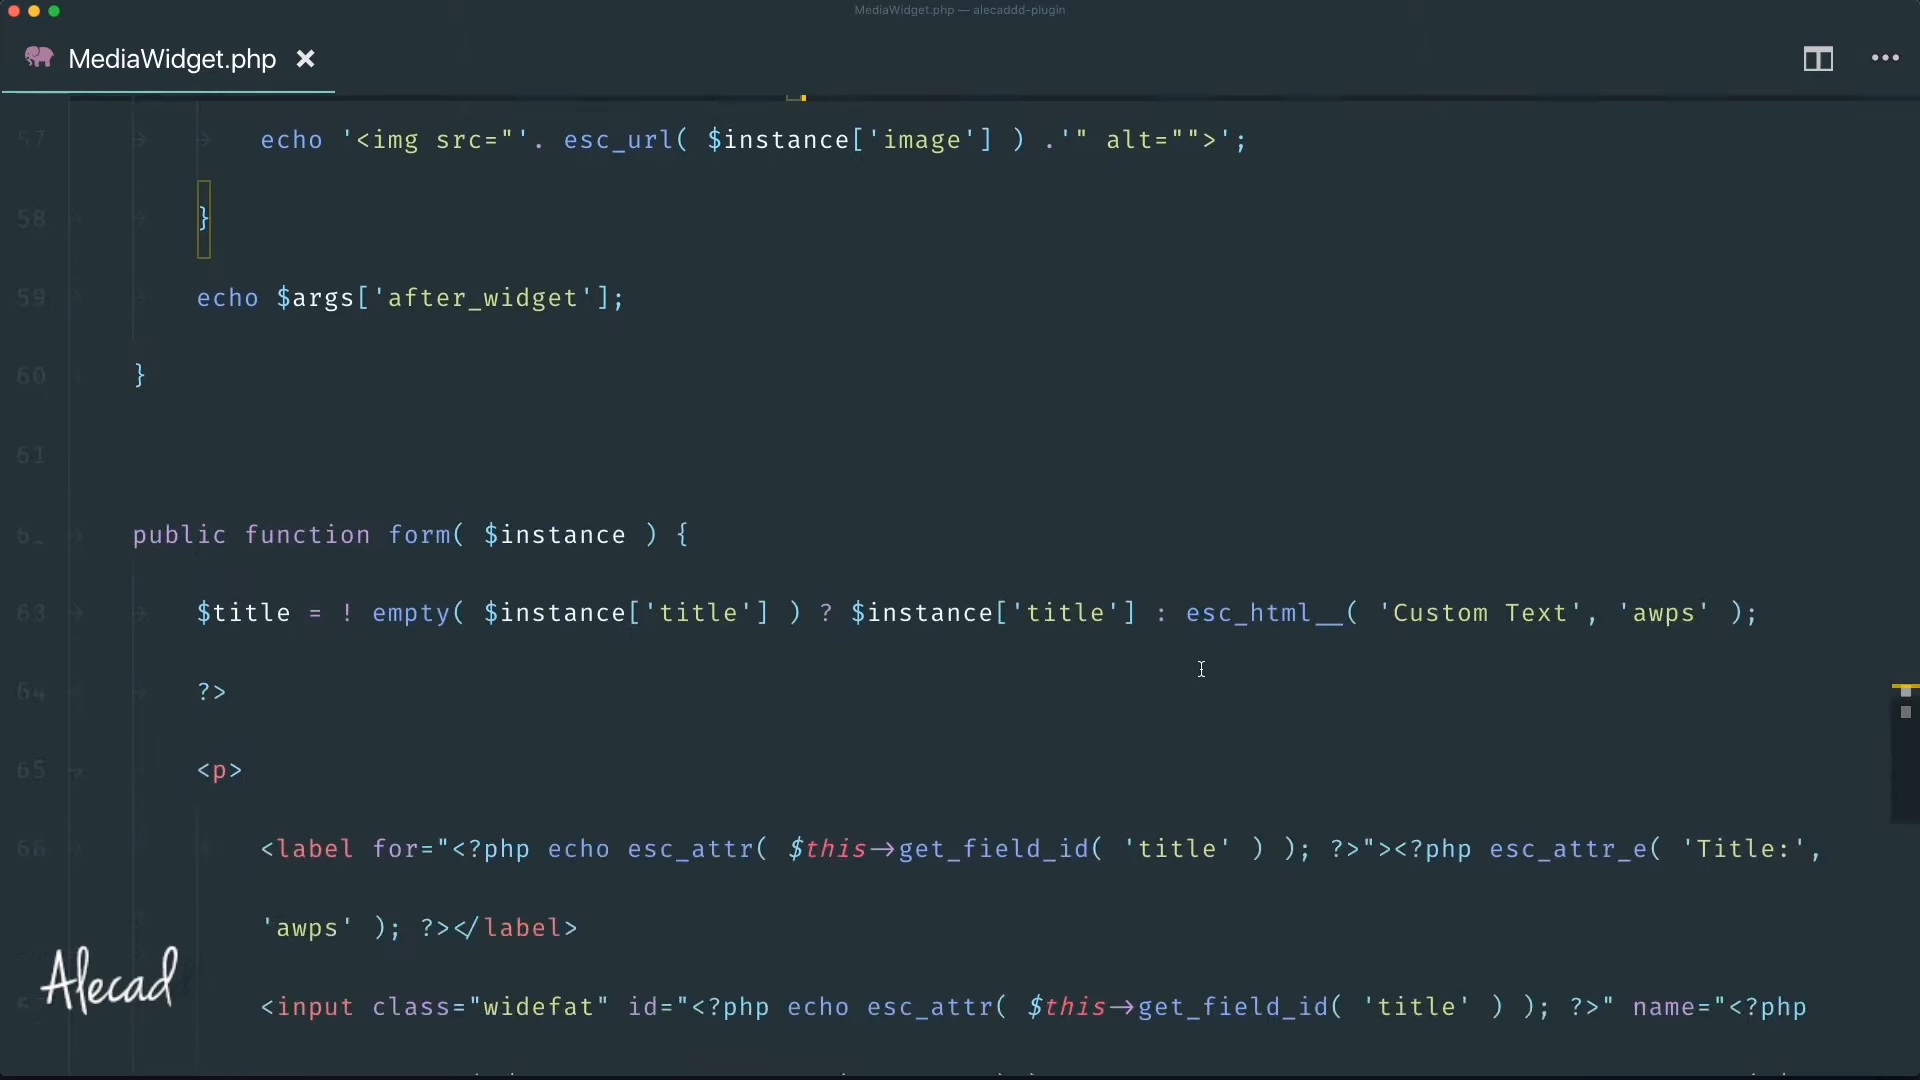 MediaWidget.php — alecaddd-plugin
MediaWidget.php
57 echo '<img src="'. esc_url( $instance['image'] ) .'" alt="">';
58 }
59 echo $args['after_widget'];
60 }
61
public function form( $instance ) {
63 $title = ! empty( $instance['title'] ) ? $instance['title'] : esc_html__( 'Custom Text', 'awps' );
64 ?>
65 <p>
66 <label for="<?php echo esc_attr( $this->get_field_id( 'title' ) ); ?>"><?php esc_attr_e( 'Title:',
'awps' ); ?></label>
<input class="widefat" id="<?php echo esc_attr( $this->get_field_id( 'title' ) ); ?>" name="<?php
Alecad